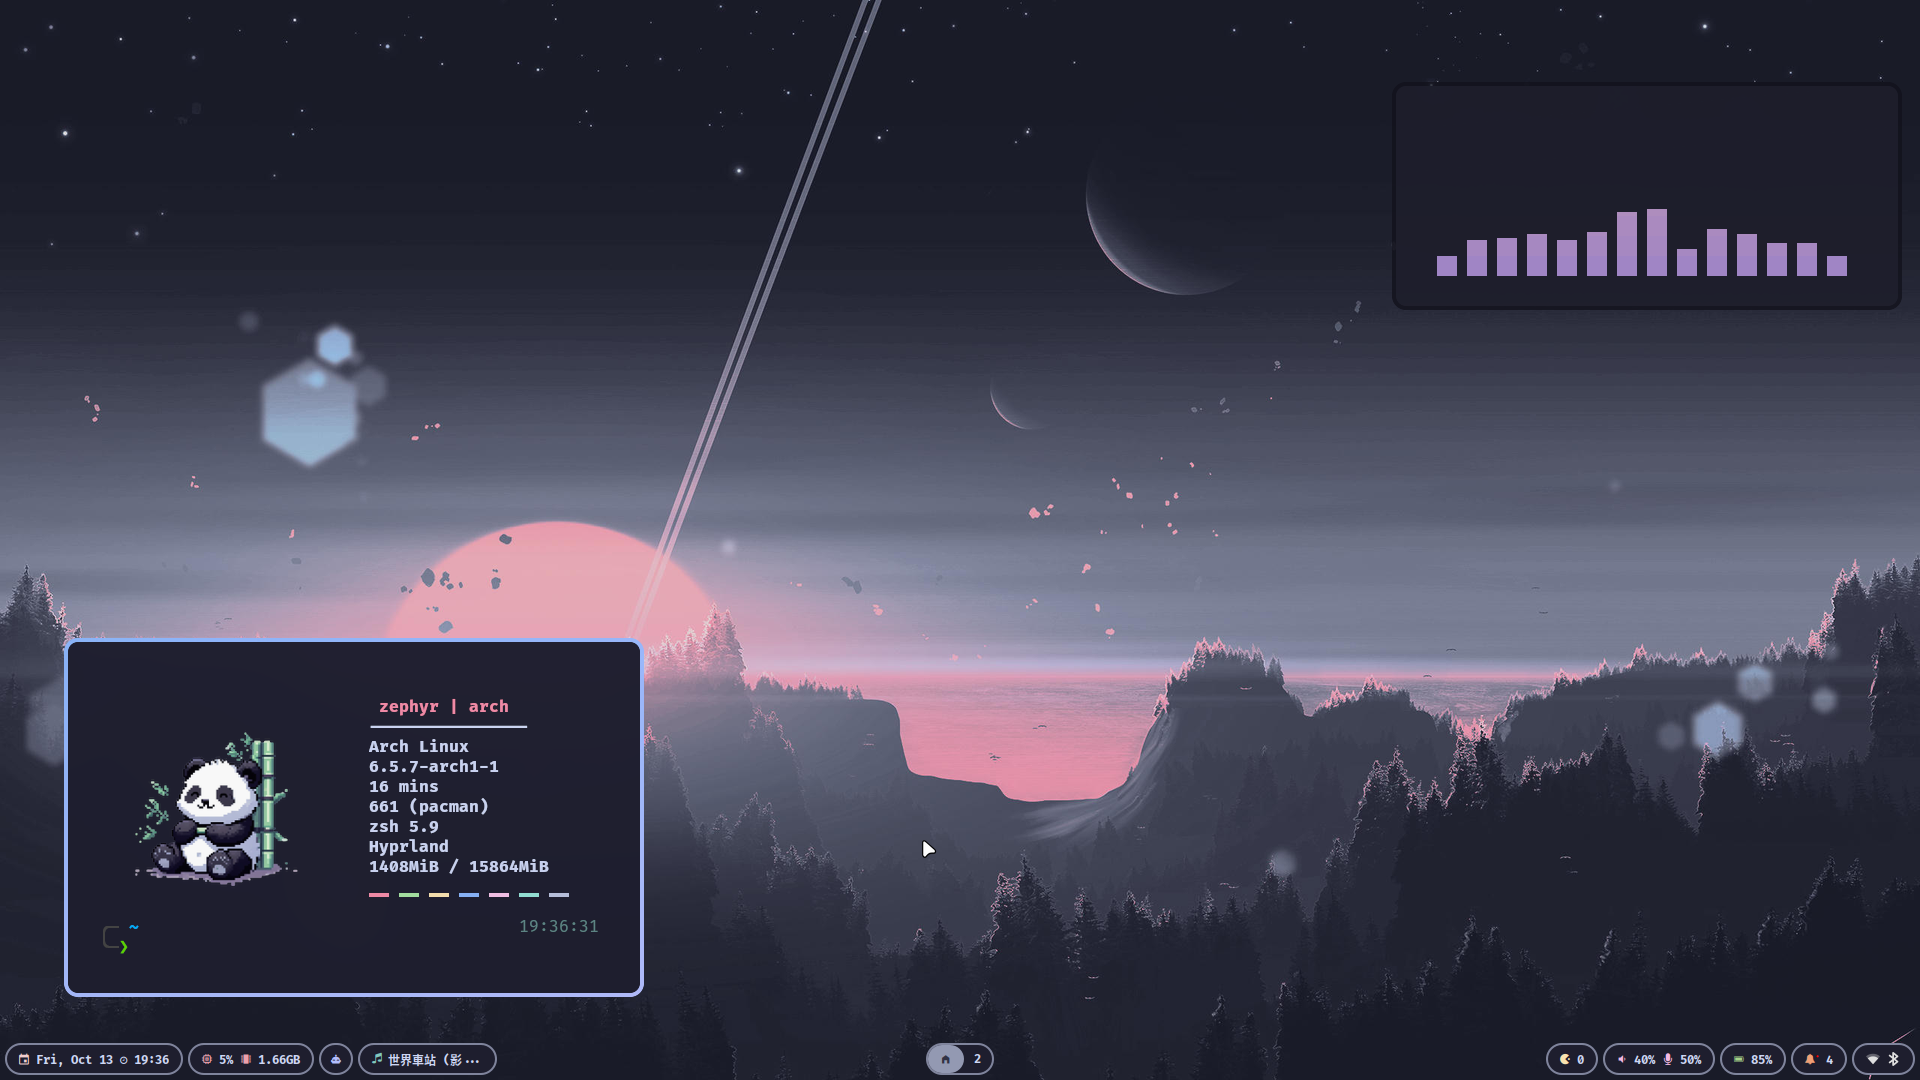 zephyr | arch
Arch Linux
6.5.7-arch1-1
16 mins
661 (pacman)
zsh 5.9
Hyprland
1408MiB / 15864MiB
19:36:31
~
❯
Fri, Oct 13 ⊙ 19:36
5% 1.66GB
世界車站 (影 ...
2
0
40% 50%
85%
4